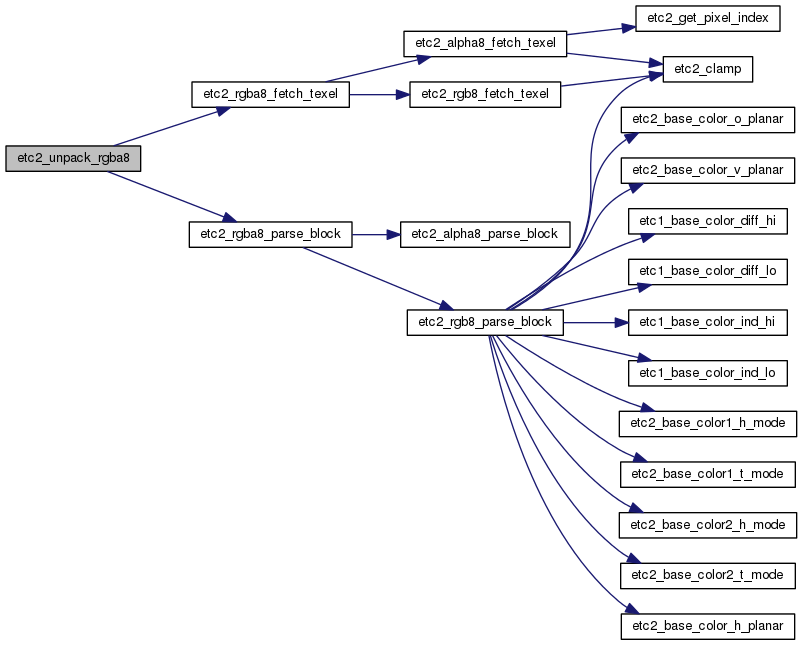 etc2_get_pixel_index
etc2_alpha8_fetch_texel
etc2_clamp
etc2_rgba8_fetch_texel
etc2_rgb8_fetch_texel
etc2_base_color_o_planar
etc2_unpack_rgba8
etc2_base_color_v_planar
etc1_base_color_diff_hi
etc2_rgba8_parse_block
etc2_alpha8_parse_block
etc1_base_color_diff_lo
etc2_rgb8_parse_block
etc1_base_color_ind_hi
etc1_base_color_ind_lo
etc2_base_color1_h_mode
etc2_base_color1_t_mode
etc2_base_color2_h_mode
etc2_base_color2_t_mode
etc2_base_color_h_planar